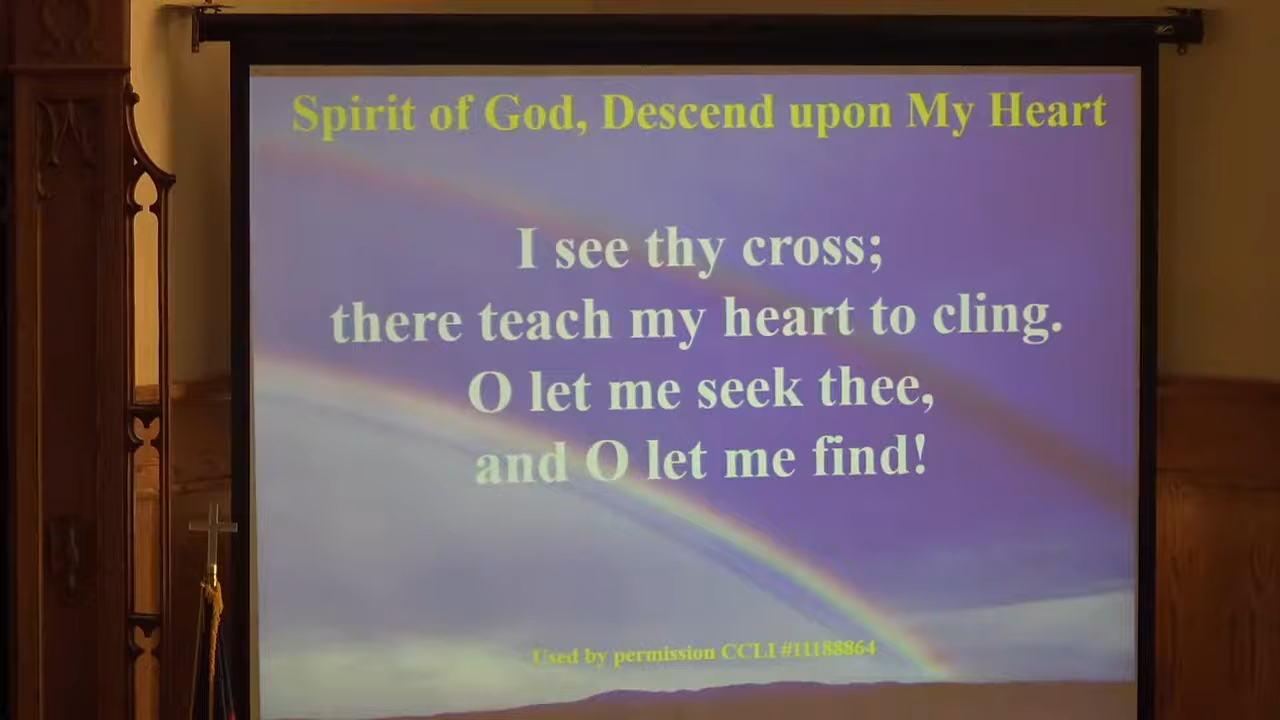 Spirit of God, Descend upon My Heart
I see thy cross;
there teach my heart to cling.
O let me seek thee,
and O let me find!
Used by permission CCLI #11188864